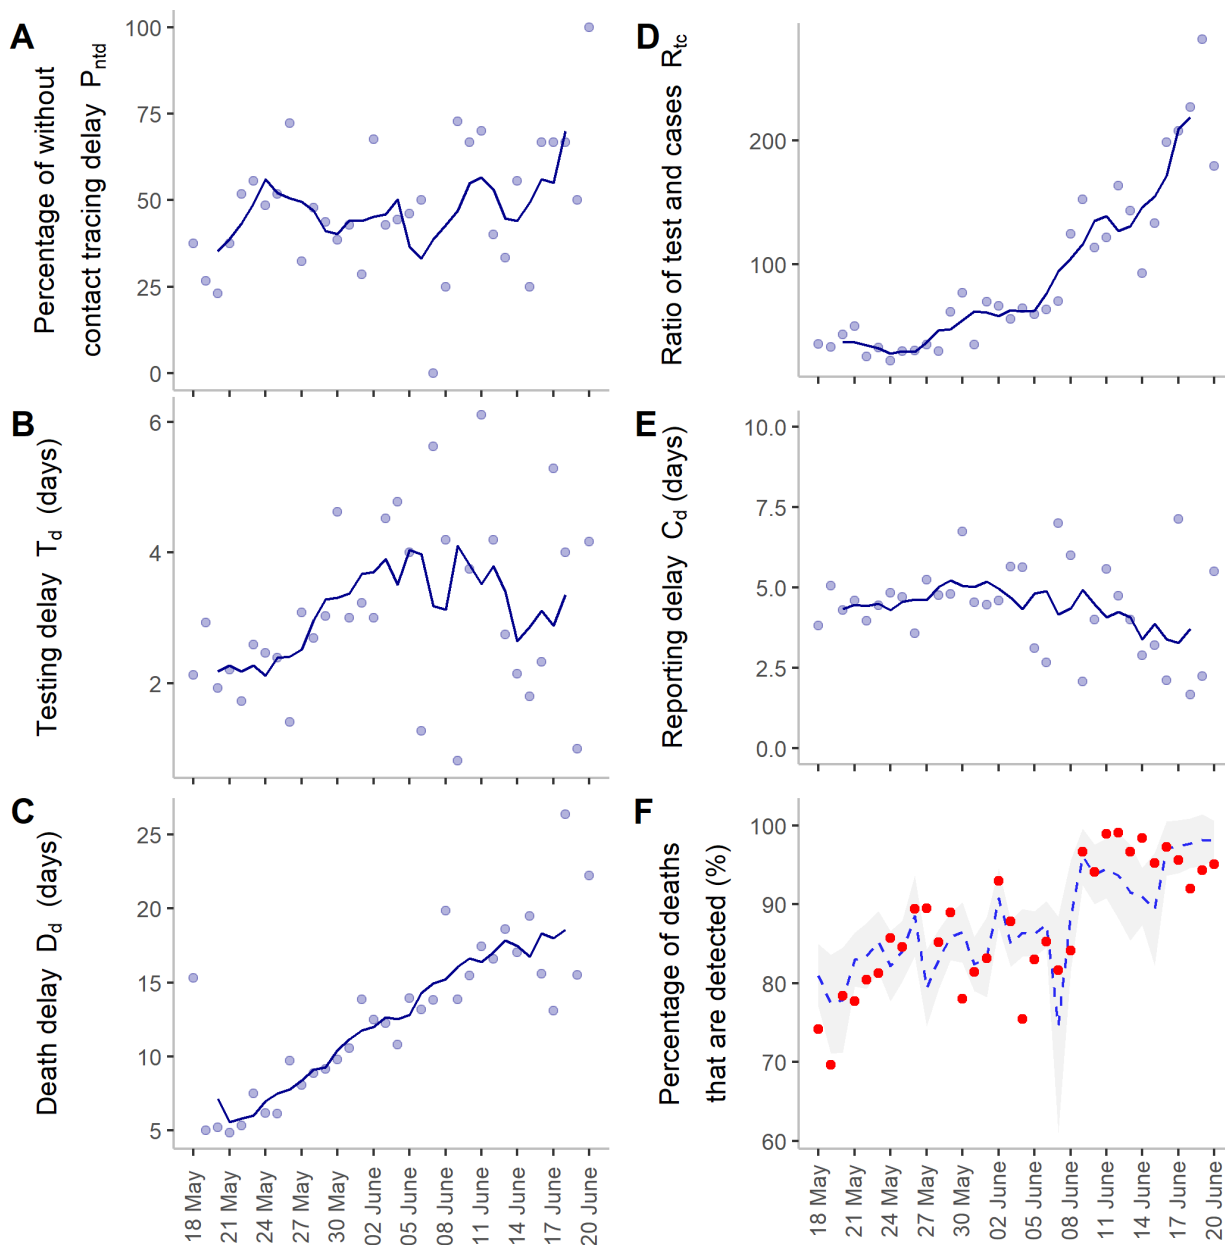 A
Percentage of without
contact tracing delay P_ntd
100
75
50
25
0
B
Testing delay T_d (days)
6
4
2
C
Death delay D_d (days)
25
20
15
10
5
18 May
21 May
24 May
27 May
30 May
02 June
05 June
08 June
11 June
14 June
17 June
20 June
D
Ratio of test and cases R_tc
200
100
E
Reporting delay C_d (days)
10.0
7.5
5.0
2.5
0.0
F
Percentage of deaths
that are detected (%)
100
90
80
70
60
18 May
21 May
24 May
27 May
30 May
02 June
05 June
08 June
11 June
14 June
17 June
20 June